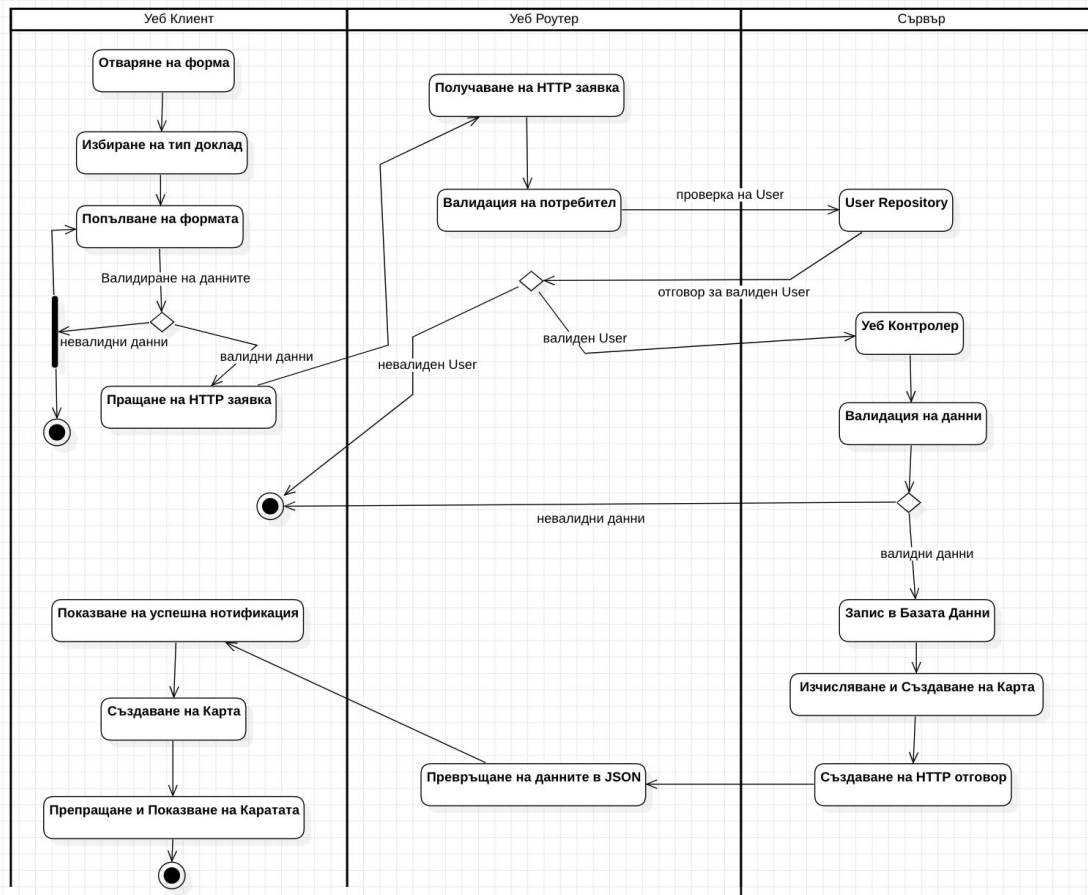 Уеб Клиент
Уеб Роутер
Сървър
Отваряне на форма
Получаване на HTTP заявка
Избиране на тип доклад
Валидация на потребител
проверка на User
User Repository
Попълване на формата
Валидиране на данните
отговор за валиден User
Уеб Контролер
невалидни данни
валидни данни
невалиден User
валиден User
Пращане на HTTP заявка
Валидация на данни
невалидни данни
валидни данни
Показване на успешна нотификация
Запис в Базата Данни
Изчисляване и Създаване на Карта
Създаване на Карта
Превръщане на данните в JSON
Създаване на HTTP отговор
Препращане и Показване на Каратата